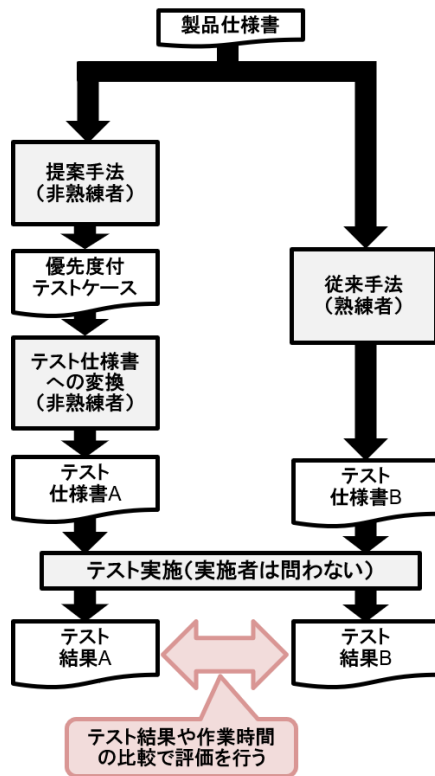 製品仕様書
提案手法
(非熟練者)
優先度付
テストケース
従来手法
(熟練者)
テスト仕様書
への変換
(非熟練者)
テスト
仕様書A
テスト
仕様書B
テスト実施(実施者は問わない)
テスト
結果A
テスト
結果B
テスト結果や作業時間
の比較で評価を行う